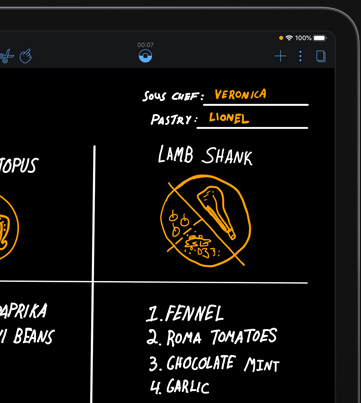 00:07
100%
SOUS CHEF: VERONICA
PASTRY: LIONEL
LAMB SHANK
1. FENNEL
2. ROMA TOMATOES
3. CHOCOLATE MINT
4. GARLIC
TOPUS
PAPRIKA
BEANS